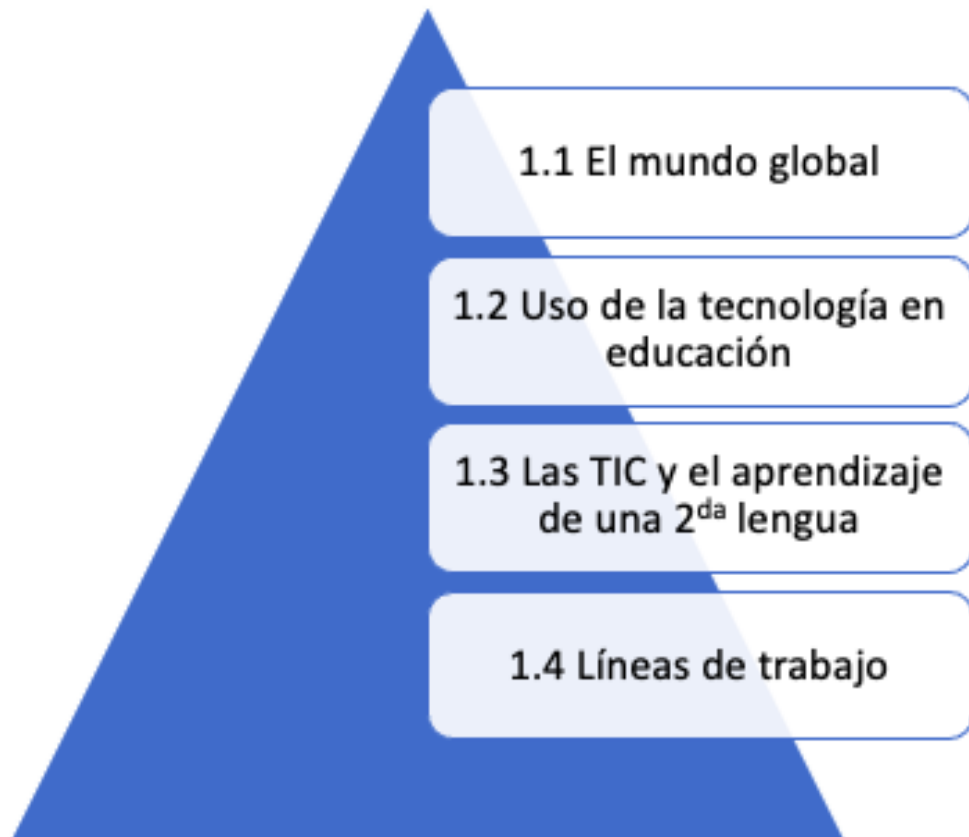 1.1 El mundo global
1.2 Uso de la tecnología en
educación
1.3 Las TIC y el aprendizaje
de una 2ᵈᵃ lengua
1.4 Líneas de trabajo